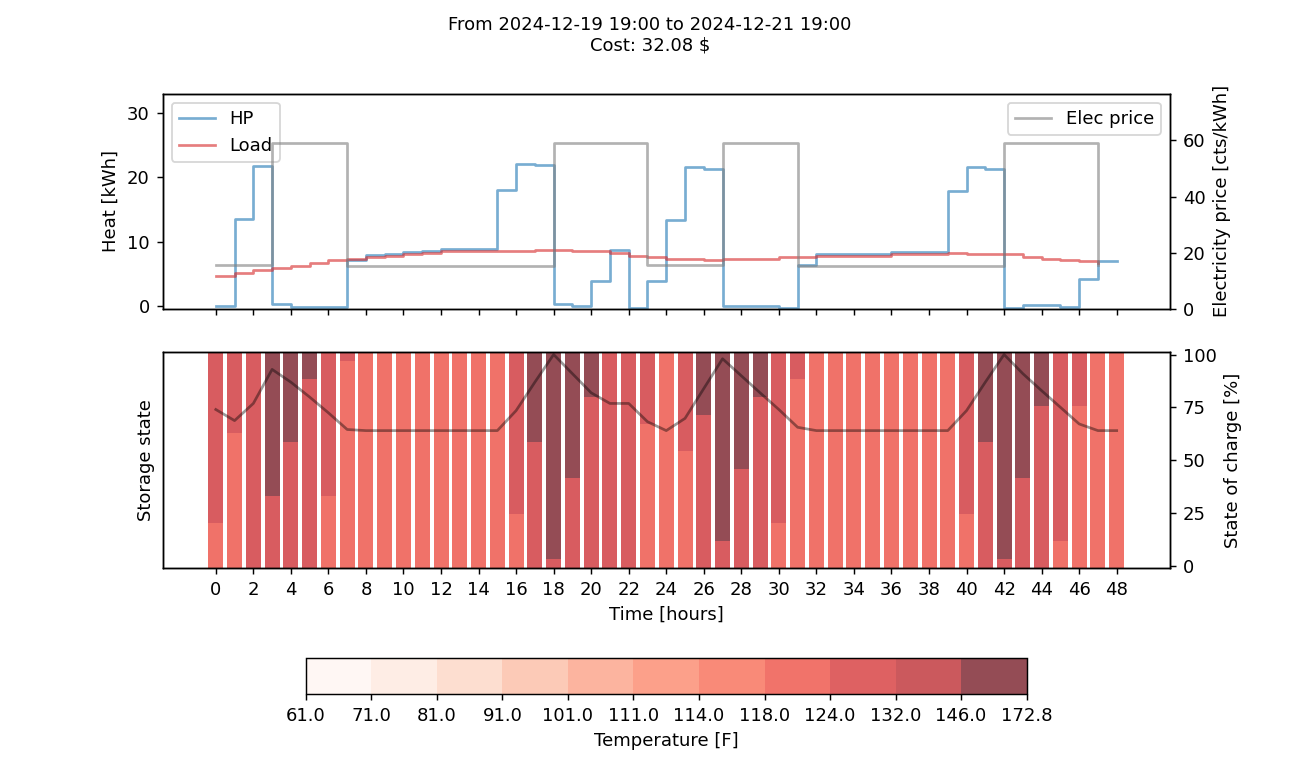 From 2024-12-19 19:00 to 2024-12-21 19:00
Cost: 32.08 $
HP
Load
Elec price
Heat [kWh]
30
20
10
0
Electricity price [cts/kWh]
60
40
20
0
Storage state
State of charge [%]
100
75
50
25
0
0 2 4 6 8 10 12 14 16 18 20 22 24 26 28 30 32 34 36 38 40 42 44 46 48
Time [hours]
61.0 71.0 81.0 91.0 101.0 111.0 114.0 118.0 124.0 132.0 146.0 172.8
Temperature [F]